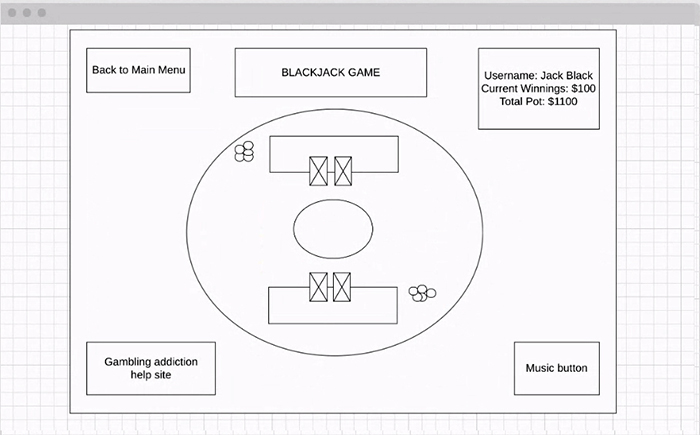 Back to Main Menu
BLACKJACK GAME
Username: Jack Black
Current Winnings: $100
Total Pot: $1100
Gambling addiction
help site
Music button